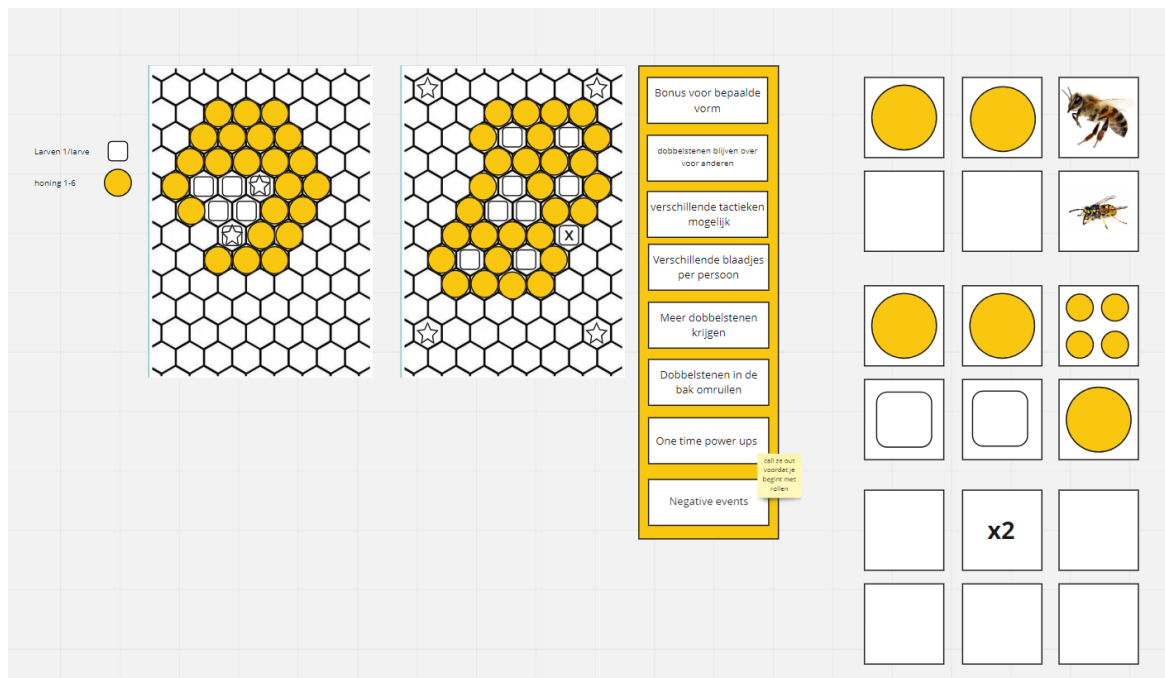 Larven 1/larve
honing 1-6
X
Bonus voor bepaalde
vorm
dobbelstenen blijven over
voor anderen
verschillende tactieken
mogelijk
Verschillende blaadjes
per persoon
Meer dobbelstenen
krijgen
Dobbelstenen in de
bak omruilen
One time power ups
call ze out
voordat je
begint met
rollen
Negative events
x2